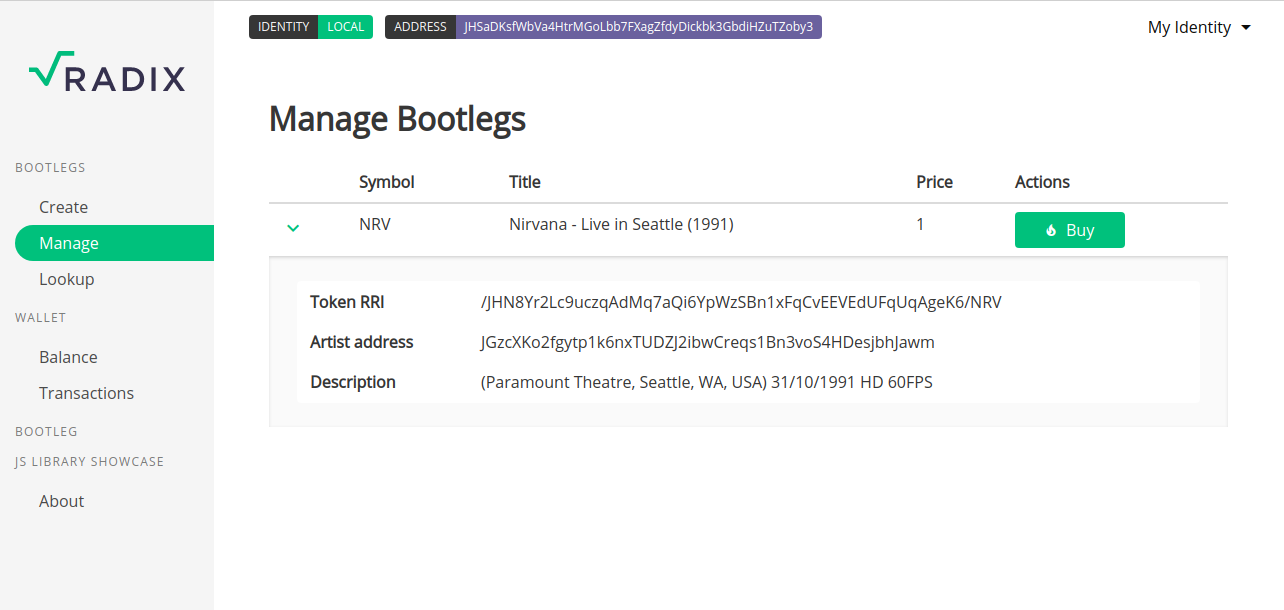 IDENTITY LOCAL ADDRESS JHSaDKsfWbVa4HtrMGoLbb7FXagZfdyDickbk3GbdiHZuTZoby3 My Identity
RADIX
Manage Bootlegs
BOOTLEGS
Create
Manage
Lookup
WALLET
Balance
Transactions
BOOTLEG
JS LIBRARY SHOWCASE
About
Symbol Title Price Actions
NRV Nirvana - Live in Seattle (1991) 1 Buy
Token RRI /JHN8Yr2Lc9uczqAdMq7aQi6YpWzSBn1xFqCvEEVEdUFqUqAgeK6/NRV
Artist address JGzcXKo2fgytp1k6nxTUDZJ2ibwCreqs1Bn3voS4HDesjbhJawm
Description (Paramount Theatre, Seattle, WA, USA) 31/10/1991 HD 60FPS